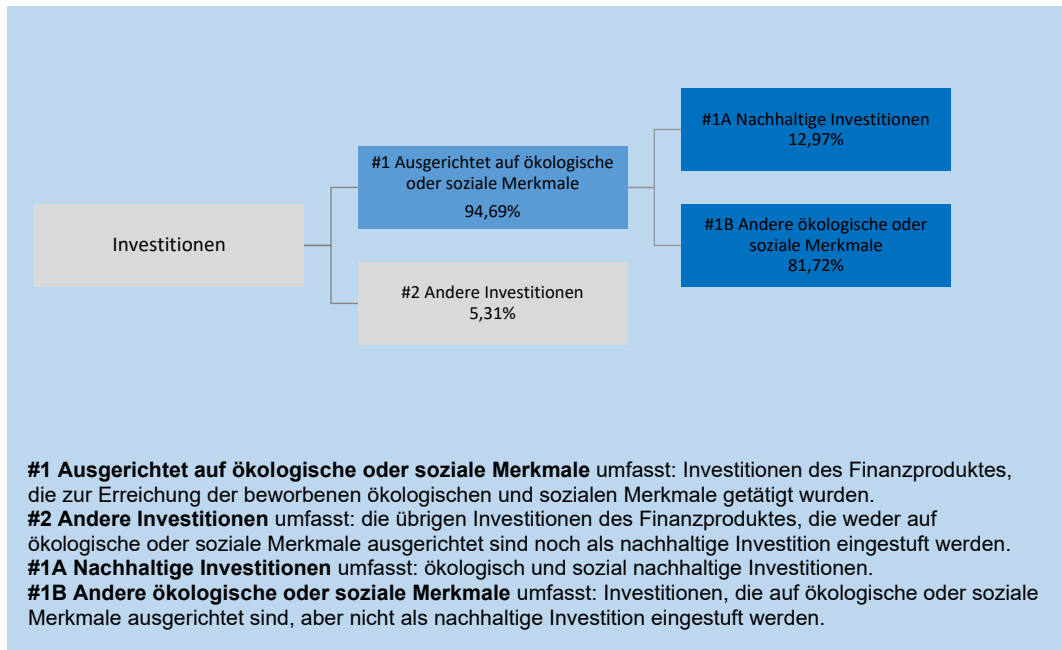 Investitionen
#1 Ausgerichtet auf ökologische
oder soziale Merkmale
94,69%
#2 Andere Investitionen
5,31%
#1A Nachhaltige Investitionen
12,97%
#1B Andere ökologische oder
soziale Merkmale
81,72%
#1 Ausgerichtet auf ökologische oder soziale Merkmale umfasst: Investitionen des Finanzproduktes,
die zur Erreichung der beworbenen ökologischen und sozialen Merkmale getätigt wurden.
#2 Andere Investitionen umfasst: die übrigen Investitionen des Finanzproduktes, die weder auf
ökologische oder soziale Merkmale ausgerichtet sind noch als nachhaltige Investition eingestuft werden.
#1A Nachhaltige Investitionen umfasst: ökologisch und sozial nachhaltige Investitionen.
#1B Andere ökologische oder soziale Merkmale umfasst: Investitionen, die auf ökologische oder soziale
Merkmale ausgerichtet sind, aber nicht als nachhaltige Investition eingestuft werden.